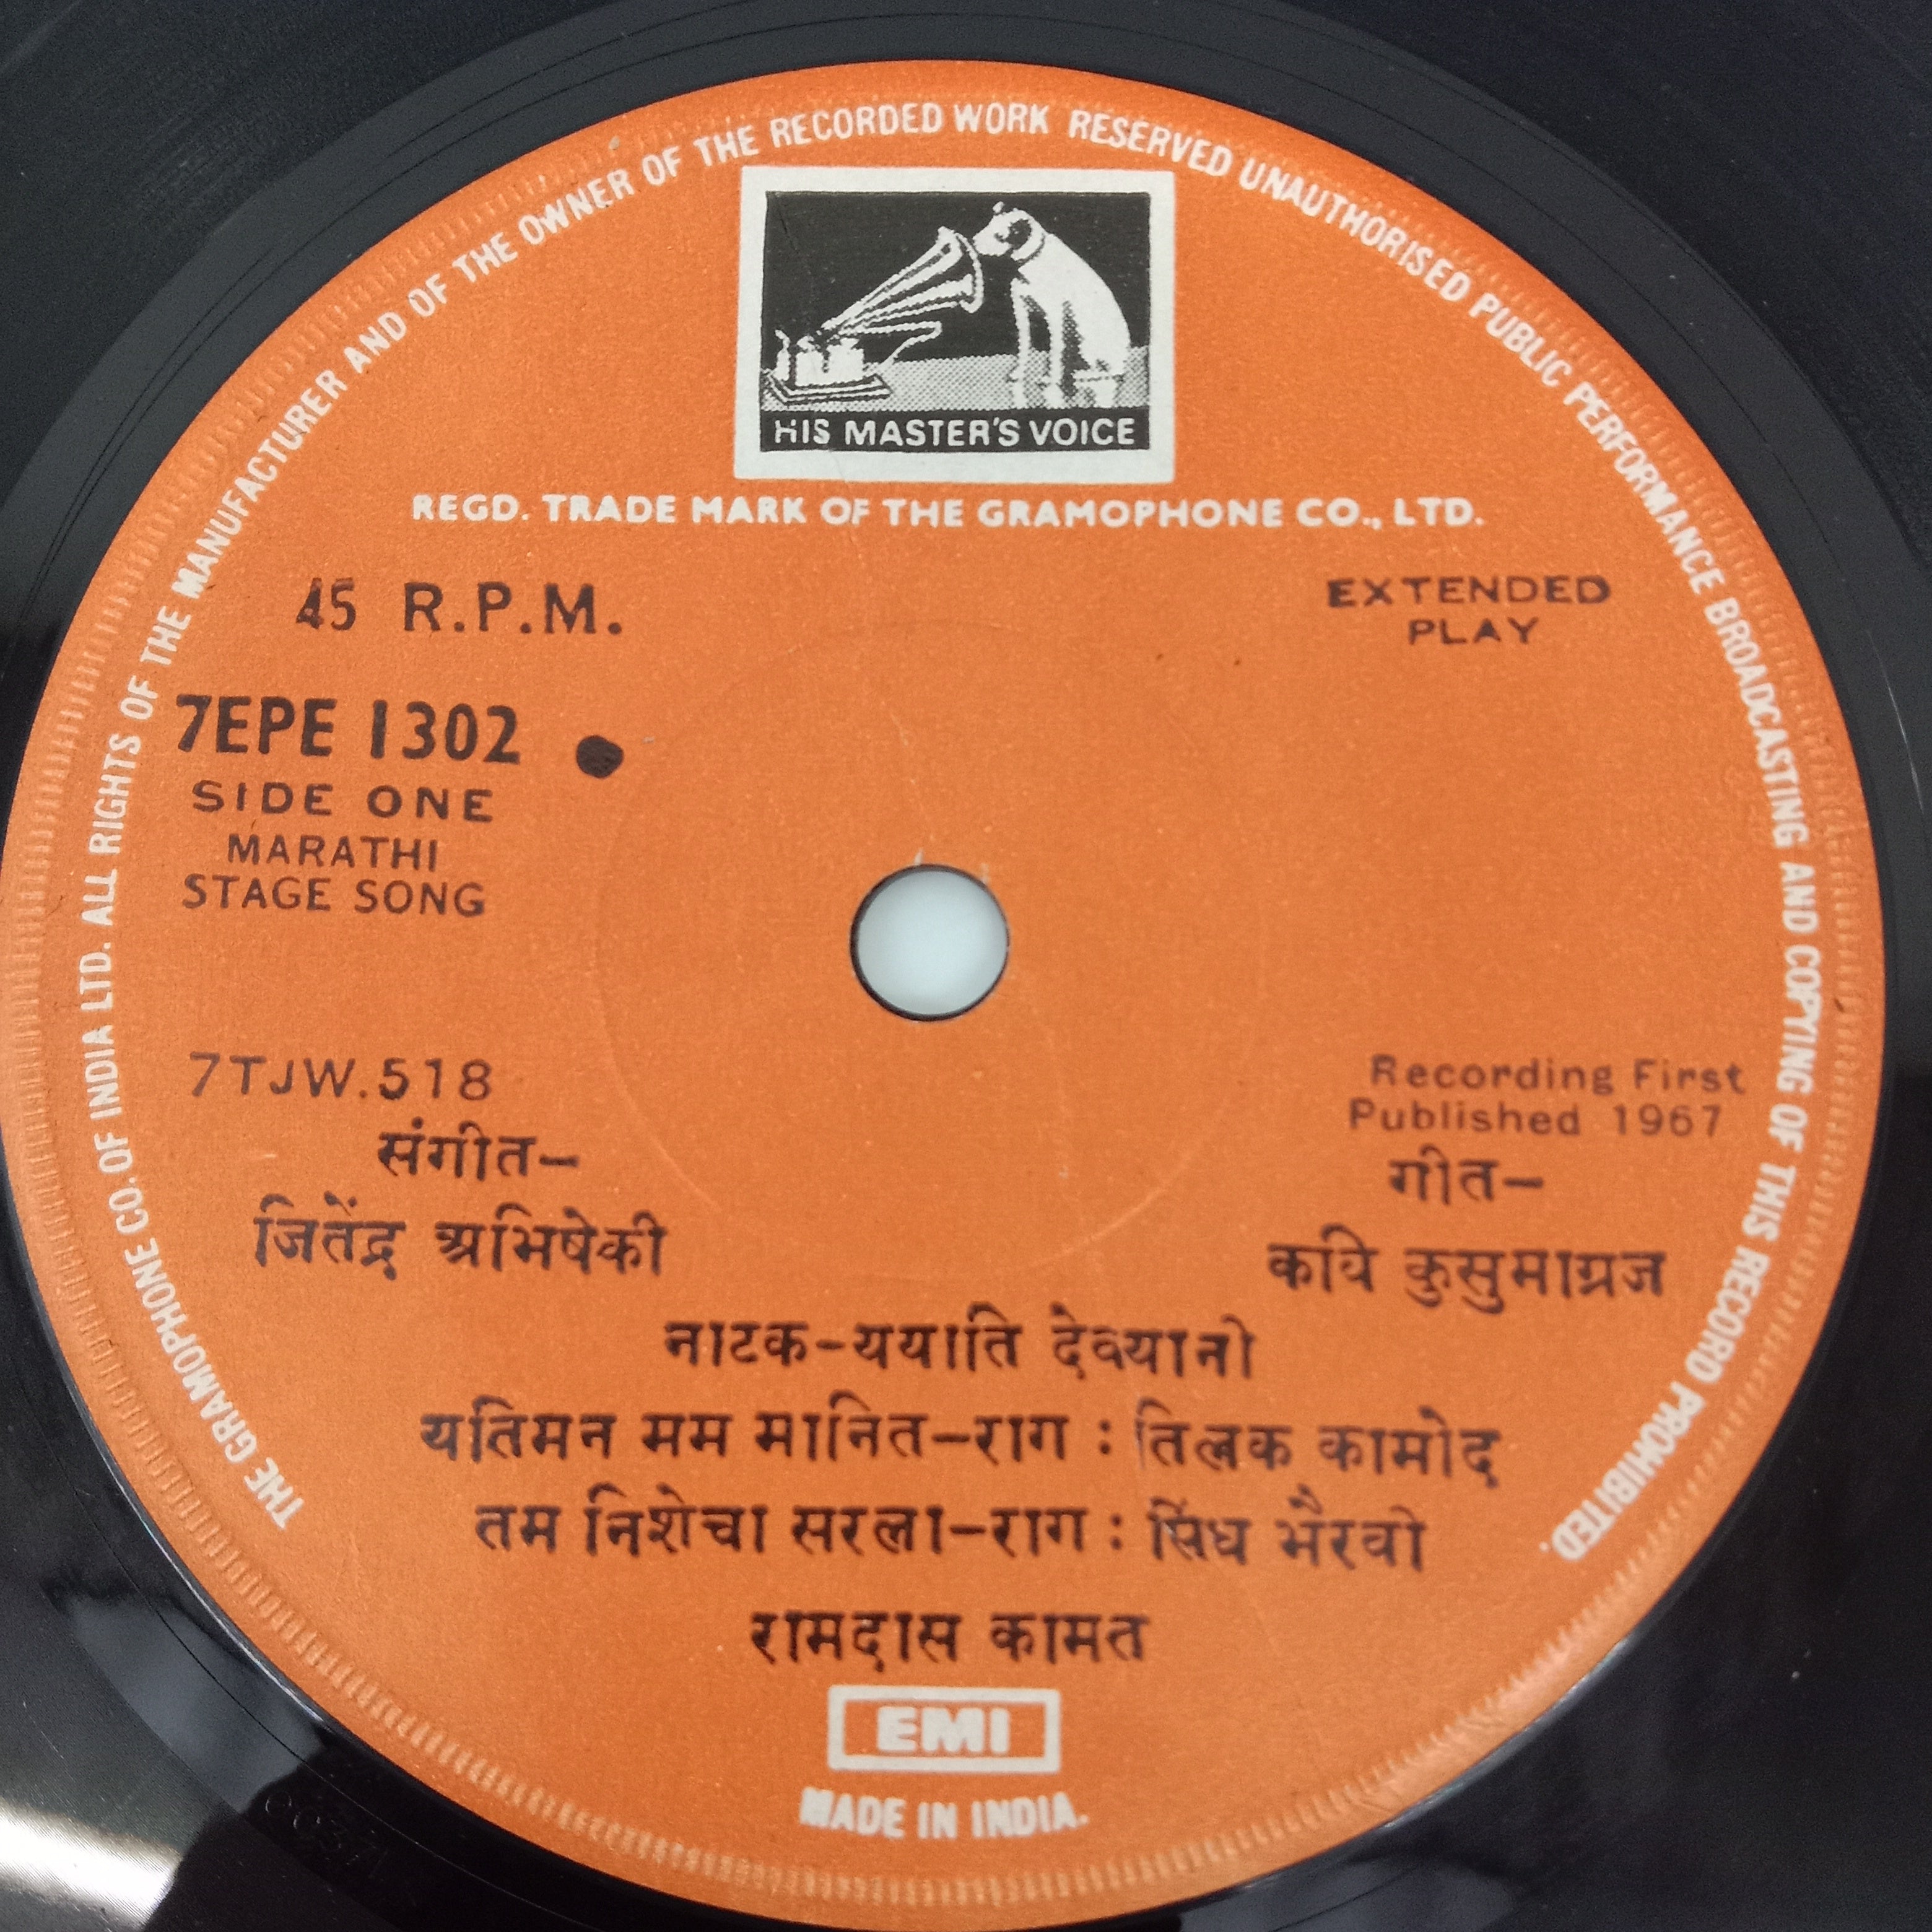 THE GRAMOPHONE CO. OF INDIA LTD. ALL RIGHTS OF THE MANUFACTURER AND OF THE OWNER OF THE RECORDED WORK RESERVED UNAUTHORISED PUBLIC PERFORMANCE BROADCASTING AND COPYING OF THIS RECORD PROHIBITED.
HIS MASTER'S VOICE
REGD. TRADE MARK OF THE GRAMOPHONE CO., LTD.
45 R.P.M.
EXTENDED
PLAY
7EPE 1302
SIDE ONE
MARATHI
STAGE SONG
7TJW.518
Recording First
Published 1967
संगीत-
जितेंद्र अभिषेकी
गीत-
कवि कुसुमाग्रज
नाटक-ययाति देवयानी
यतिमन मम मानित-राग : तिलक कामोद
तम निशेचा सरला-राग : सिंध भैरवी
रामदास कामत
EMI
MADE IN INDIA.